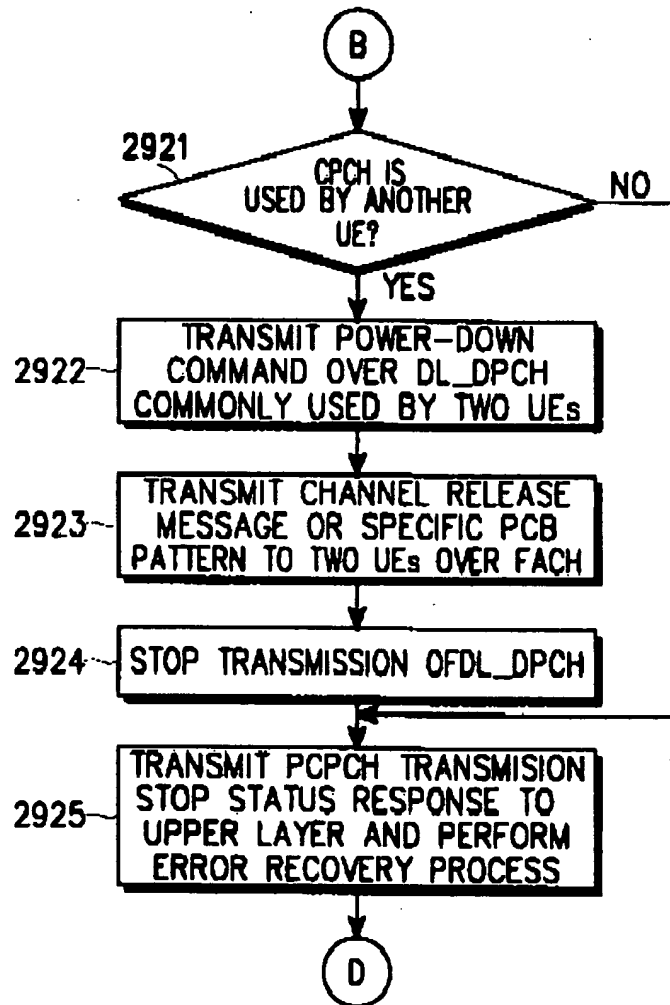 B
2921
CPCH IS
USED BY ANOTHER
UE?
NO
YES
2922
TRANSMIT POWER-DOWN
COMMAND OVER DL_DPCH
COMMONLY USED BY TWO UEs
2923
TRANSMIT CHANNEL RELEASE
MESSAGE OR SPECIFIC PCB
PATTERN TO TWO UEs OVER FACH
2924
STOP TRANSMISSION OFDL_DPCH
2925
TRANSMIT PCPCH TRANSMISION
STOP STATUS RESPONSE TO
UPPER LAYER AND PERFORM
ERROR RECOVERY PROCESS
D